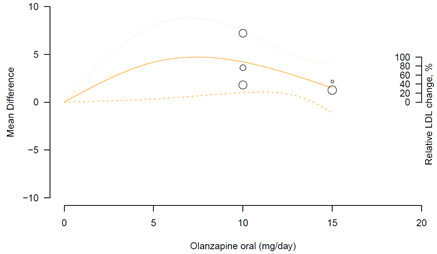 10
5
0
−5
−10
Mean Difference
100
80
60
40
20
0
Relative LDL change, %
0 5 10 15 20
Olanzapine oral (mg/day)